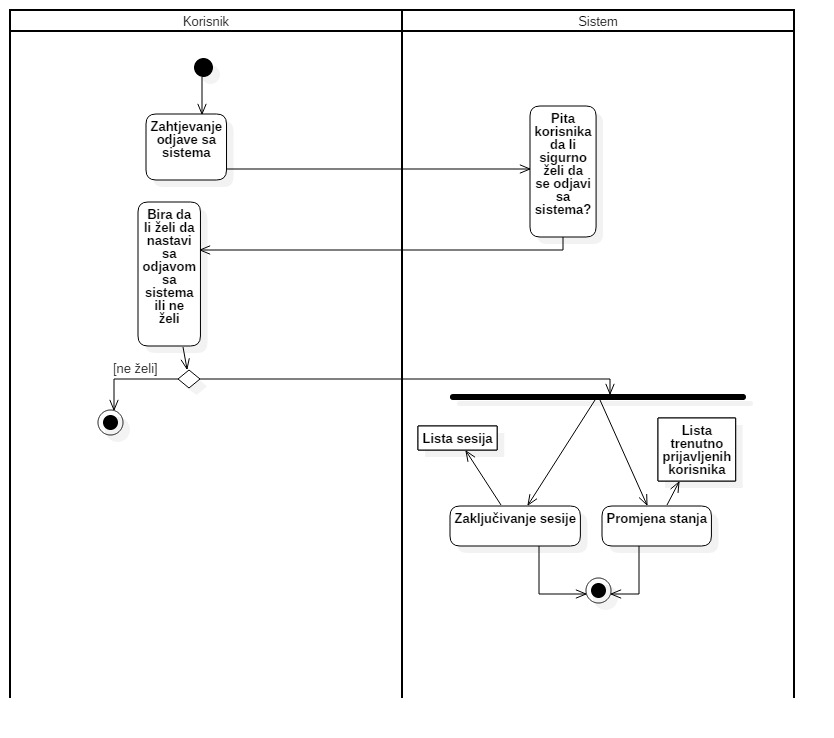 Korisnik
Sistem
Zahtjevanje
odjave sa
sistema
Pita
korisnika
da li
sigurno
želi da
se odjavi
sa
sistema?
Bira da
li želi da
nastavi
sa
odjavom
sa
sistema
ili ne
želi
[ne želi]
Lista sesija
Lista
trenutno
prijavljenih
korisnika
Zaključivanje sesije
Promjena stanja